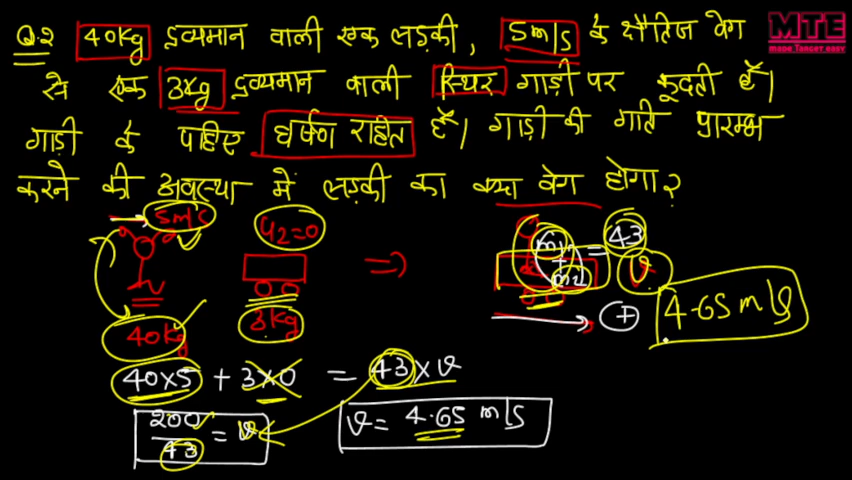 Q.2 40kg द्रव्यमान वाली एक लड़की, 5m/s के क्षैतिज वेग
से एक 3kg द्रव्यमान वाली स्थिर गाड़ी पर कूदती हैं।
गाड़ी के पहिए घर्षण रहित हैं। गाड़ी की गति प्रारम्भ
करने की अवस्था में लड़की का क्या वेग होगा?
MTE
made Target easy
5m/s u2=0 ⇒ m1 + m2 = 43 v
40kg 3kg + 4.65 m/s
40×5 + 3×0 = 43×v
200/43 = v v = 4.65 m/s